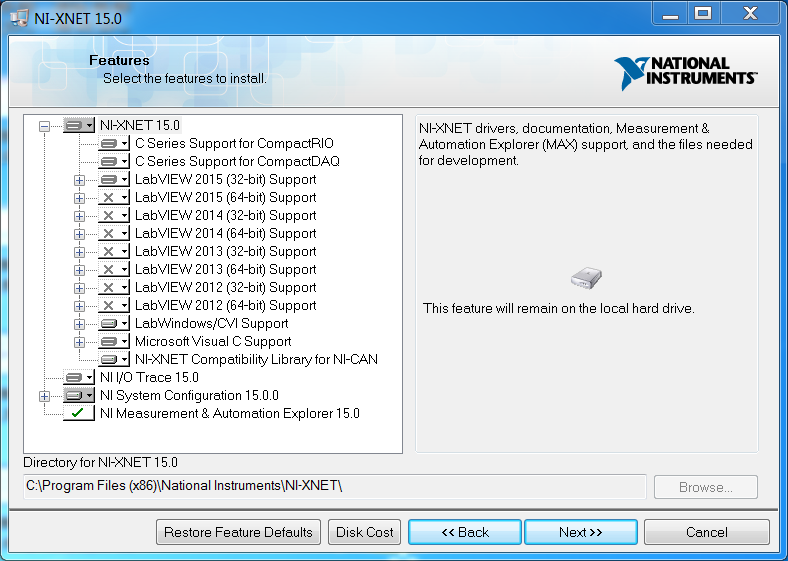 NI-XNET 15.0
Features
Select the features to install.
NATIONAL
INSTRUMENTS™
NI-XNET 15.0
C Series Support for CompactRIO
C Series Support for CompactDAQ
LabVIEW 2015 (32-bit) Support
LabVIEW 2015 (64-bit) Support
LabVIEW 2014 (32-bit) Support
LabVIEW 2014 (64-bit) Support
LabVIEW 2013 (32-bit) Support
LabVIEW 2013 (64-bit) Support
LabVIEW 2012 (32-bit) Support
LabVIEW 2012 (64-bit) Support
LabWindows/CVI Support
Microsoft Visual C Support
NI-XNET Compatibility Library for NI-CAN
NI I/O Trace 15.0
NI System Configuration 15.0.0
NI Measurement & Automation Explorer 15.0
NI-XNET drivers, documentation, Measurement &
Automation Explorer (MAX) support, and the files needed
for development.
This feature will remain on the local hard drive.
Directory for NI-XNET 15.0
C:\Program Files (x86)\National Instruments\NI-XNET\
Browse...
Restore Feature Defaults
Disk Cost
<< Back
Next >>
Cancel